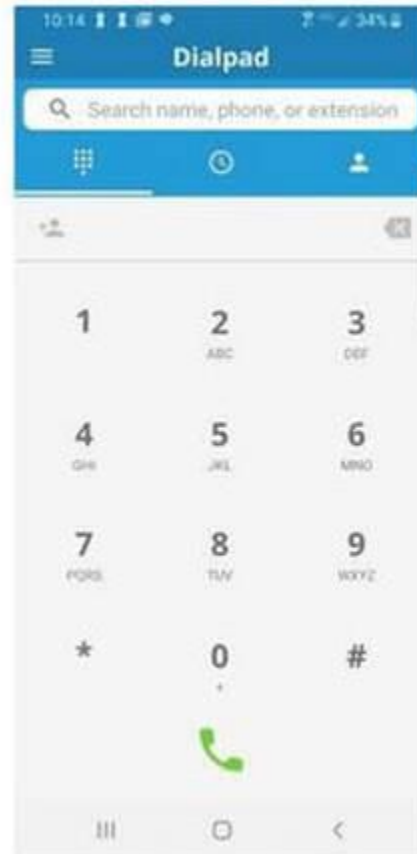 10:14 34%
Dialpad
Search name, phone, or extension
1 2 3
ABC DEF
4 5 6
GHI JKL MNO
7 8 9
PQRS TUV WXYZ
* 0 #
+